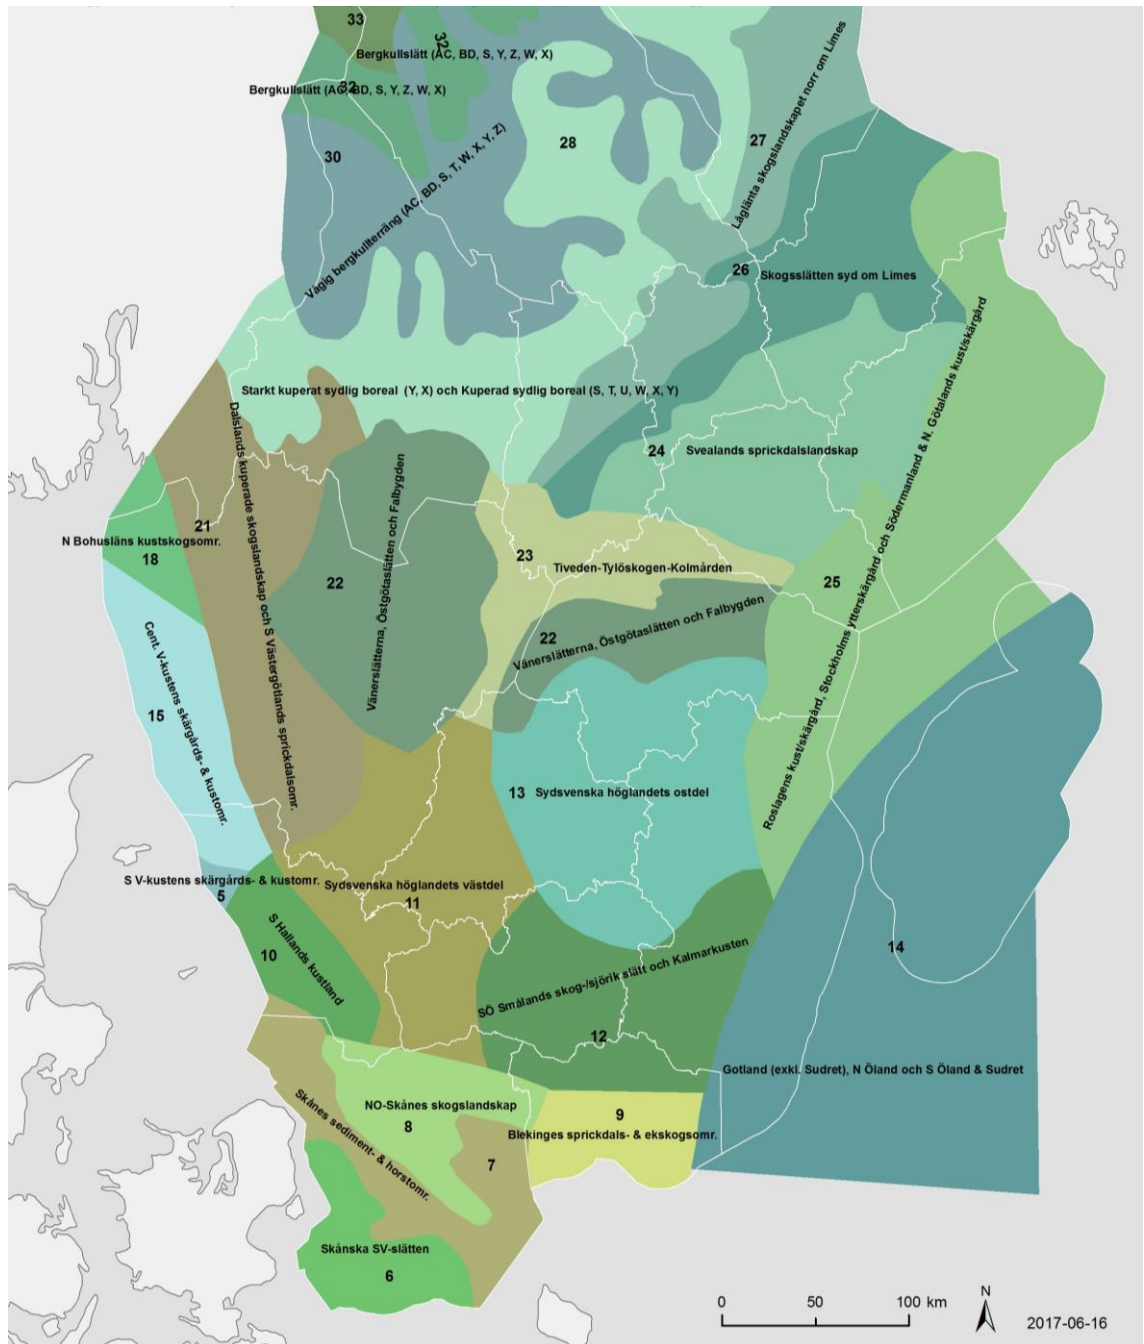 33
32
Bergkullslätt (AC, BD, S, Y, Z, W, X)
Bergkullslätt (AC, BD, S, Y, Z, W, X)
32
30
Vågig bergkullterräng (AC, BD, S, T, W, X, Y, Z)
28
27
Låglänta skogslandskapet norr om Limes
26
Skogsslätten syd om Limes
Starkt kuperat sydlig boreal (Y, X) och Kuperad sydlig boreal (S, T, U, W, X, Y)
24
Svealands sprickdalslandskap
Roslagens kust/skärgård, Stockholms ytterskärgård och Södermanland & N. Götalands kust/skärgård
25
21
Dalslands kuperade skogslandskap och S Västergötlands sprickdalsomr.
N Bohusläns kustskogsomr.
18
22
Vänerslätterna, Östgötaslätten och Falbygden
23
Tiveden-Tylöskogen-Kolmården
22
Vänerslätterna, Östgötaslätten och Falbygden
15
Cent. V-kustens skärgårds- & kustomr.
13
Sydsvenska höglandets ostdel
S V-kustens skärgårds- & kustomr.
5
Sydsvenska höglandets västdel
11
10
S Hallands kustland
14
SÖ Smålands skog-/sjörik slätt och Kalmarkusten
12
Gotland (exkl. Sudret), N Öland och S Öland & Sudret
NO-Skånes skogslandskap
8
9
Blekinges sprickdals- & ekskogsomr.
7
Skånes sediment- & horstomr.
Skånska SV-slätten
6
0 50 100 km
N
2017-06-16